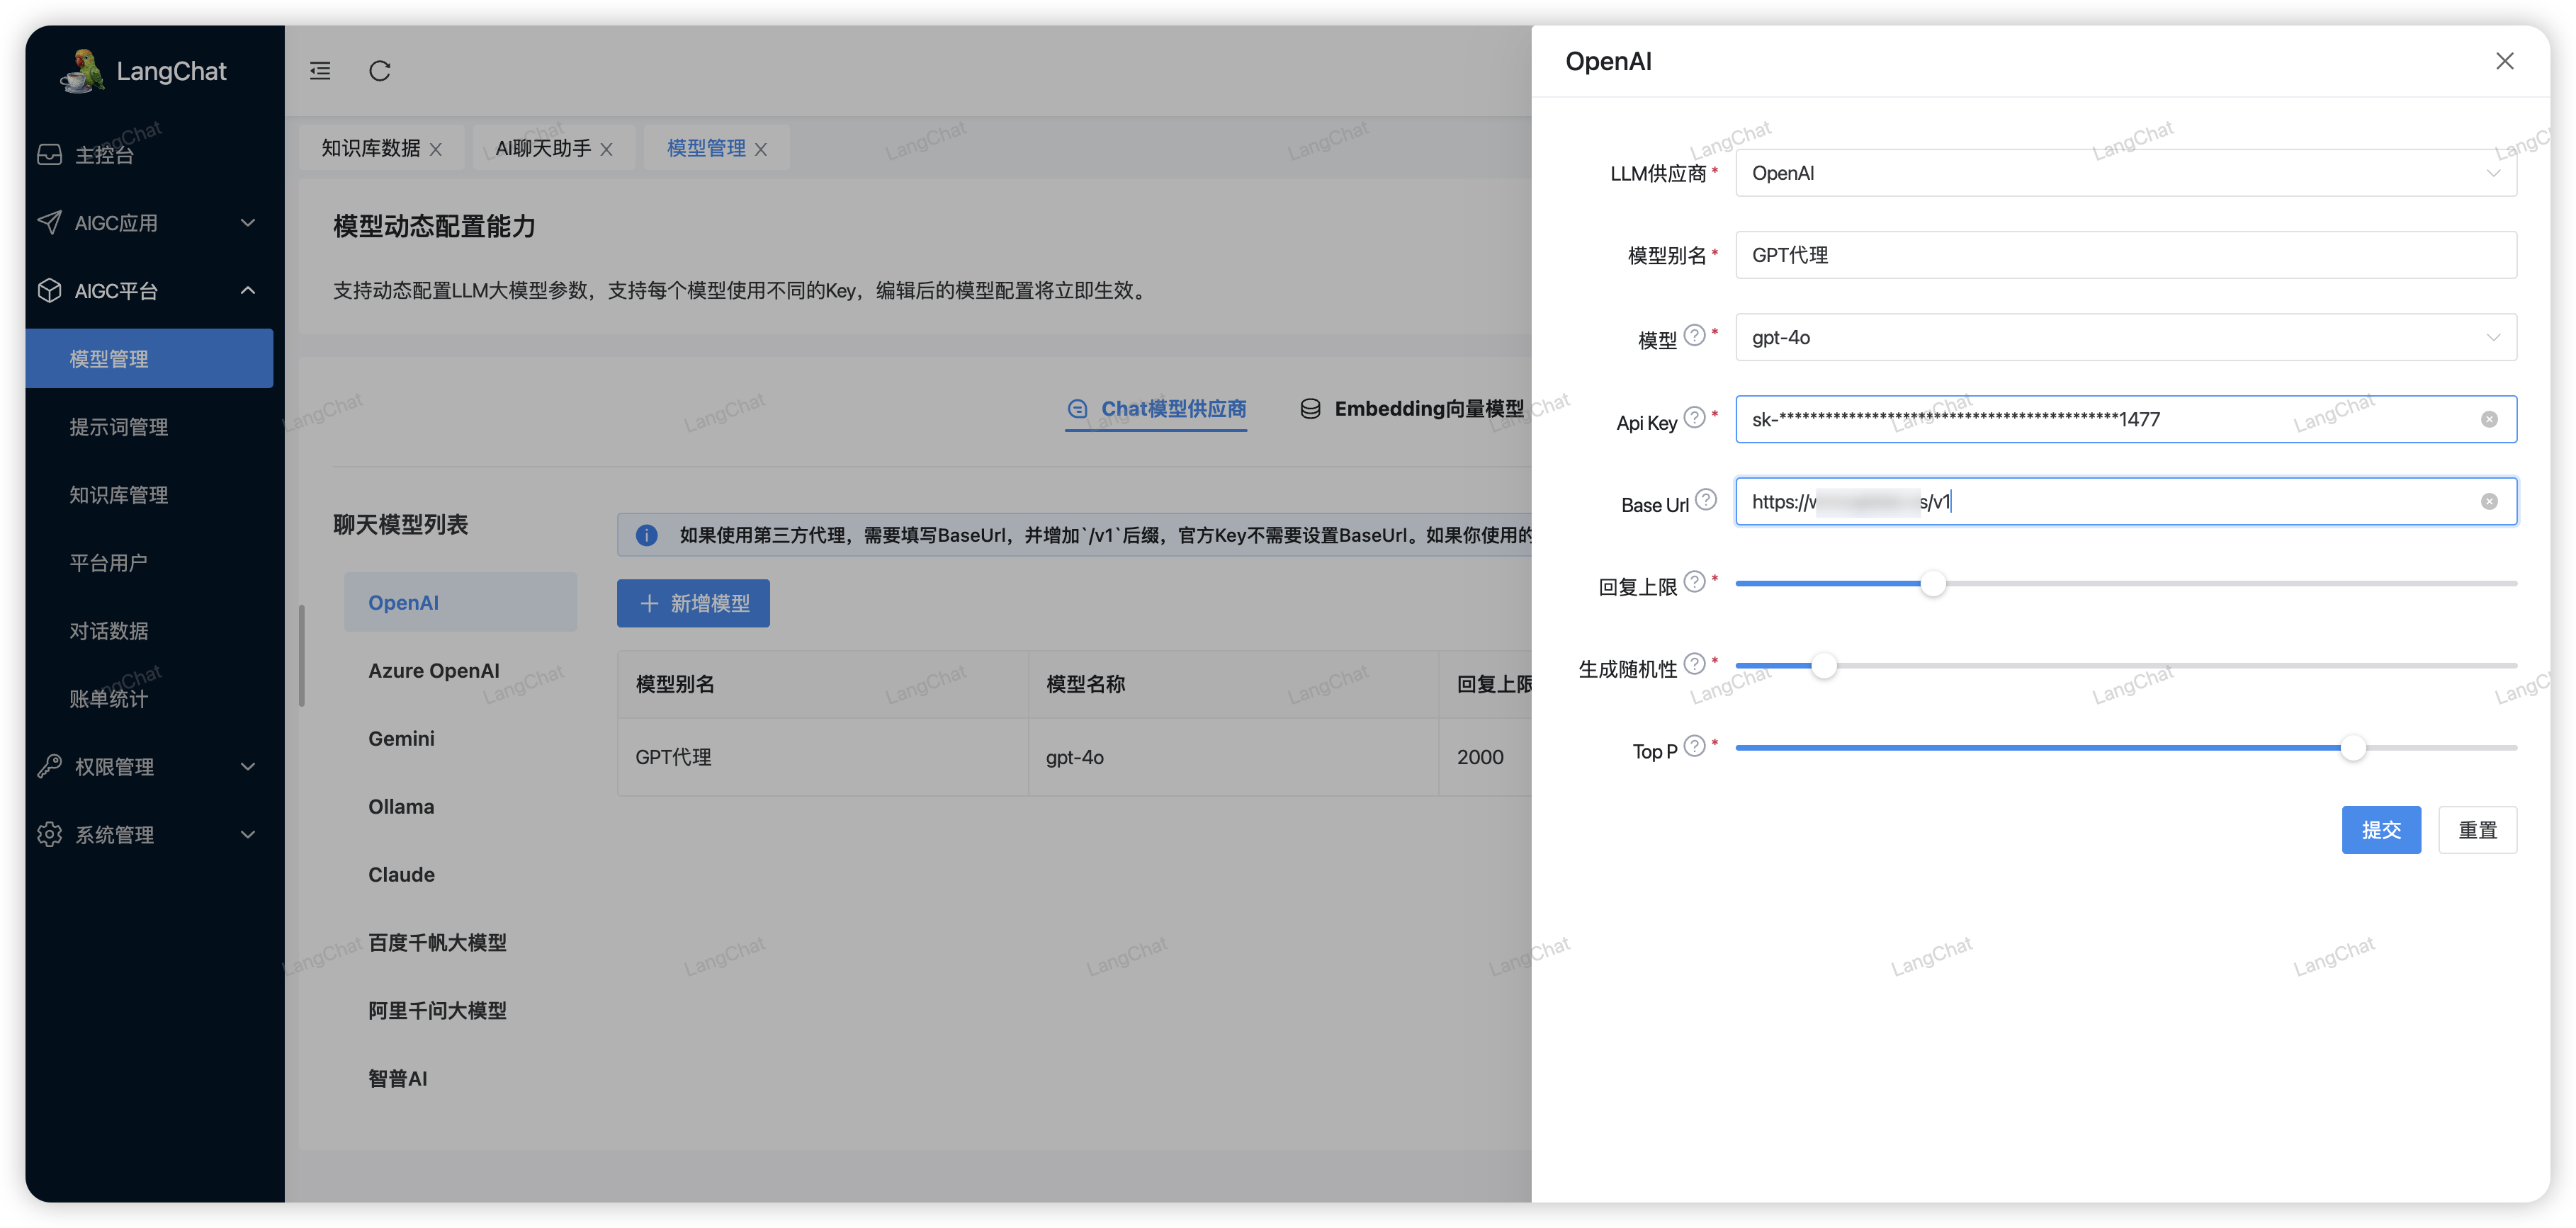 LangChat
主控台
AIGC应用
AIGC平台
模型管理
提示词管理
知识库管理
平台用户
对话数据
账单统计
权限管理
系统管理
知识库数据
AI聊天助手
模型管理
模型动态配置能力
支持动态配置LLM大模型参数，支持每个模型使用不同的Key，编辑后的模型配置将立即生效。
Chat模型供应商
Embedding向量模型
聊天模型列表
OpenAI
Azure OpenAI
Gemini
Ollama
Claude
百度千帆大模型
阿里千问大模型
智普AI
如果使用第三方代理，需要填写BaseUrl，并增加`/v1`后缀，官方Key不需要设置BaseUrl。如果你使用的
新增模型
模型别名 模型名称 回复上限
GPT代理 gpt-4o 2000
OpenAI
LLM供应商* OpenAI
模型别名* GPT代理
模型* gpt-4o
Api Key* sk-********************************************1477
Base Url https:// s/v1
回复上限*
生成随机性*
Top P*
提交 重置